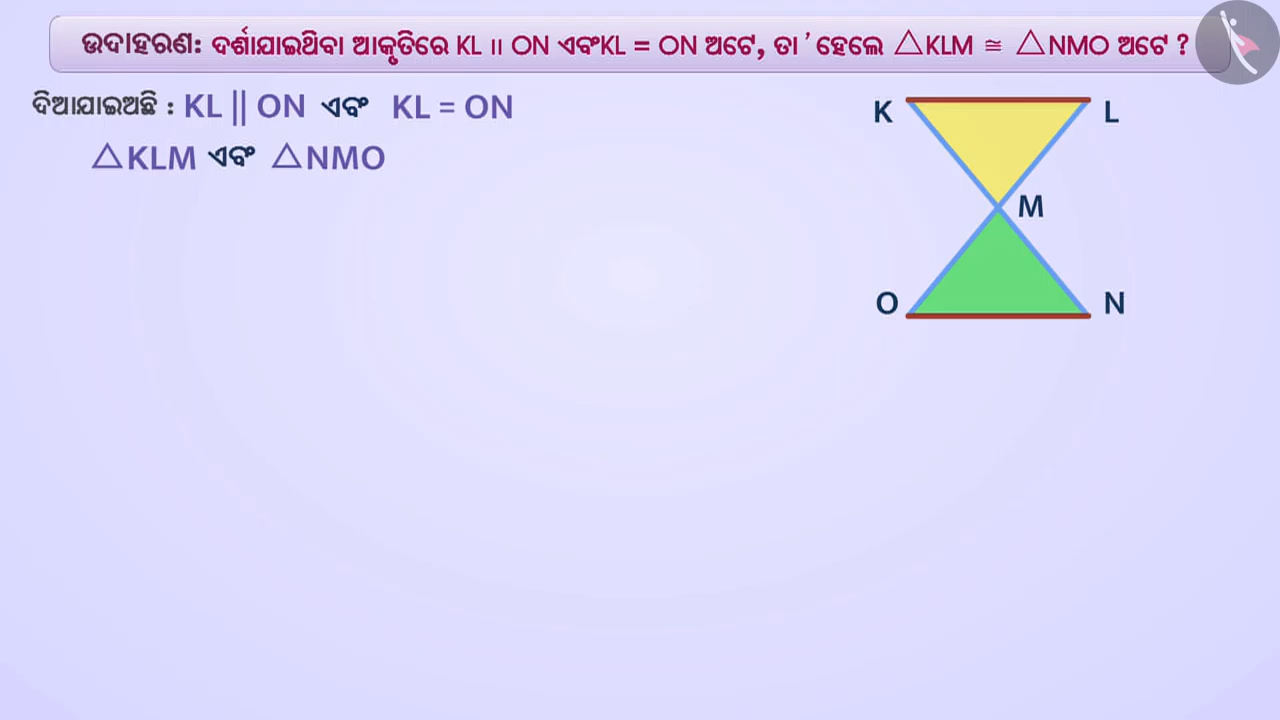 ଉଦାହରଣ: ଦର୍ଶାଯାଇଥିବା ଆକୃତିରେ KL ॥ ON ଏବଂKL = ON ଅଟେ, ତା ' ହେଲେ △KLM ≅ △NMO ଅଟେ ?
ଦିଆଯାଇଅଛି : KL || ON ଏବଂ KL = ON
△KLM ଏବଂ △NMO
K L
M
O N